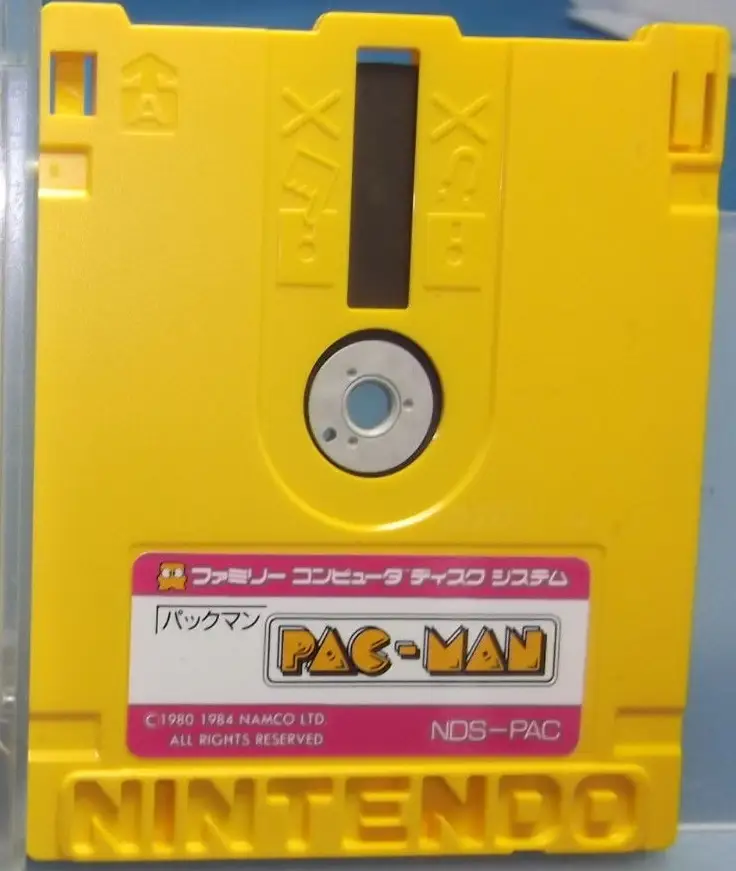 A
ファミリー コンピュータ ディスク システム
「パックマン
PAC-MAN
©1980 1984 NAMCO LTD.
ALL RIGHTS RESERVED
NDS-PAC
NINTENDO